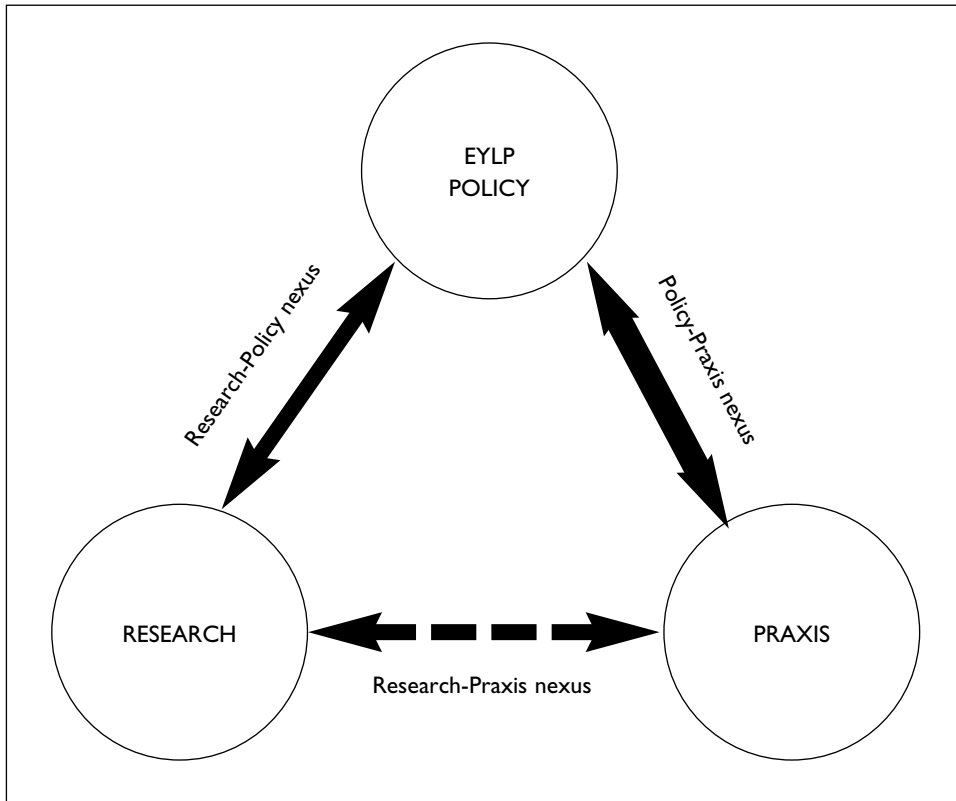 EYLP
POLICY
Research-Policy nexus
Policy-Praxis nexus
RESEARCH
PRAXIS
Research-Praxis nexus